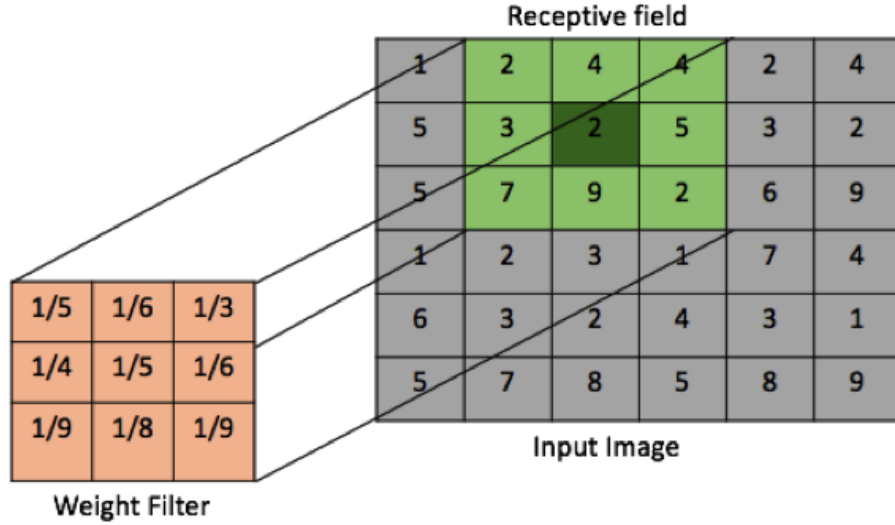 Receptive field
1 2 4 4 2 4
5 3 2 5 3 2
5 7 9 2 6 9
1 2 3 1 7 4
6 3 2 4 3 1
5 7 8 5 8 9
Input Image
1/5 1/6 1/3
1/4 1/5 1/6
1/9 1/8 1/9
Weight Filter